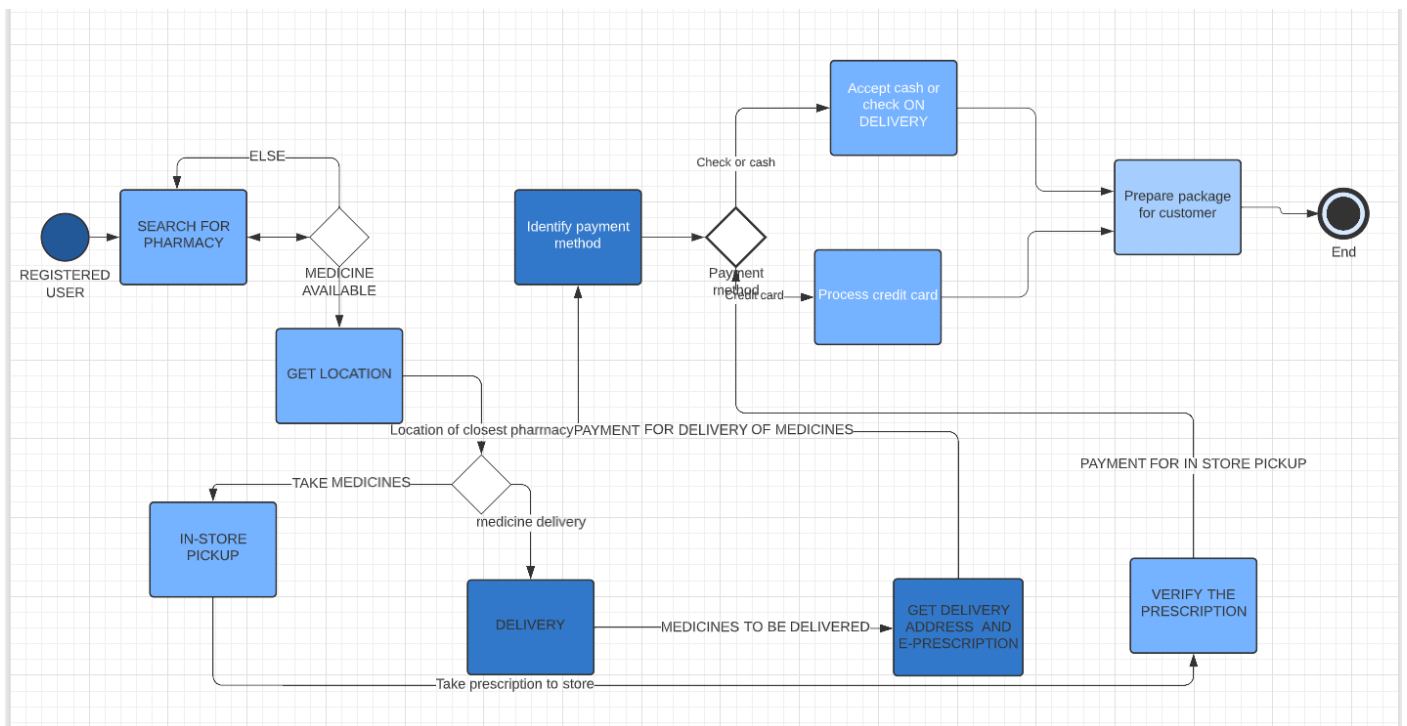 Accept cash or
check ON
DELIVERY
Check or cash
ELSE
SEARCH FOR
PHARMACY
REGISTERED
USER
MEDICINE
AVAILABLE
Identify payment
method
Payment
method
Credit card
Process credit card
Prepare package
for customer
End
GET LOCATION
Location of closest pharmacy
PAYMENT FOR DELIVERY OF MEDICINES
PAYMENT FOR IN STORE PICKUP
TAKE MEDICINES
medicine delivery
IN-STORE
PICKUP
DELIVERY
MEDICINES TO BE DELIVERED
GET DELIVERY
ADDRESS AND
E-PRESCRIPTION
VERIFY THE
PRESCRIPTION
Take prescription to store